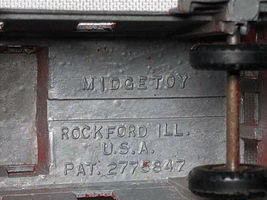 MIDGETOY
ROCKFORD ILL.
U.S.A.
PAT. 2775847